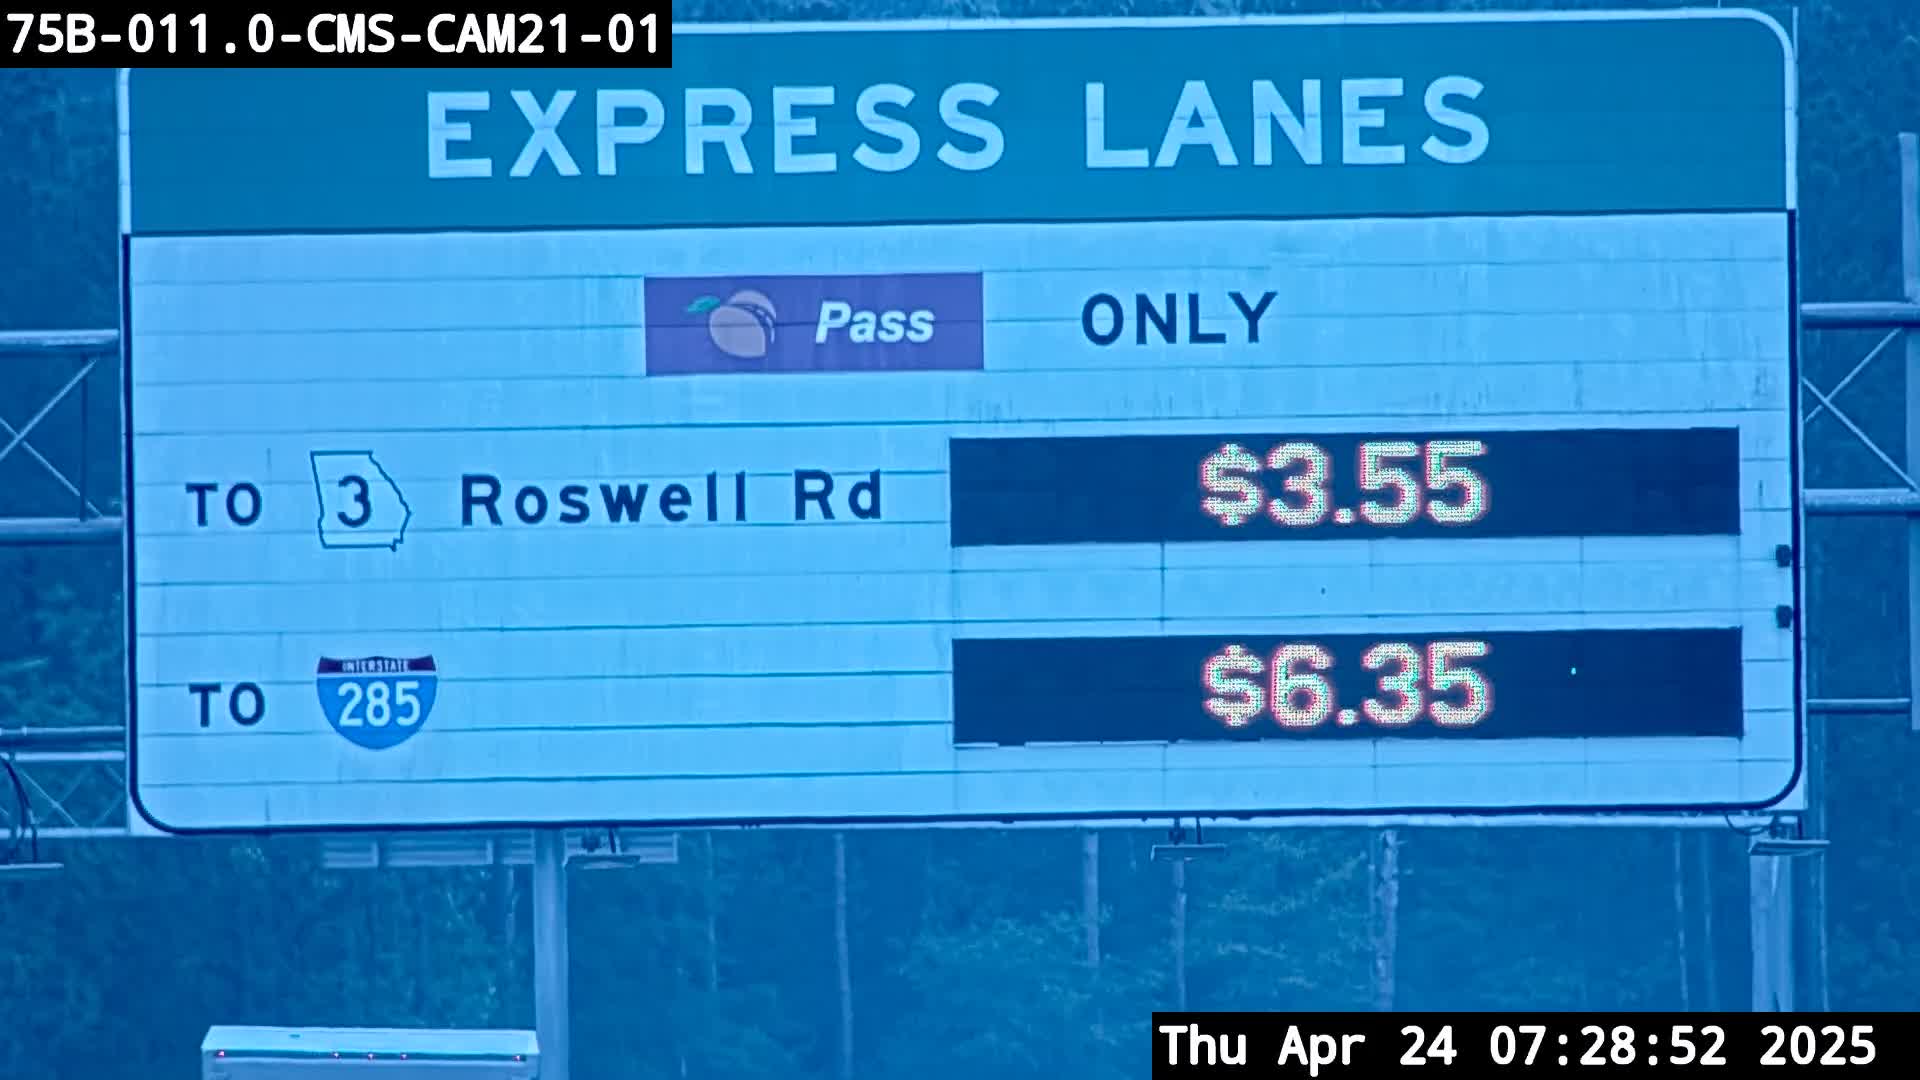 75B-011.0-CMS-CAM21-01
EXPRESS LANES
Pass ONLY
TO 3 Roswell Rd $3.55
TO INTERSTATE 285 $6.35
Thu Apr 24 07:28:52 2025